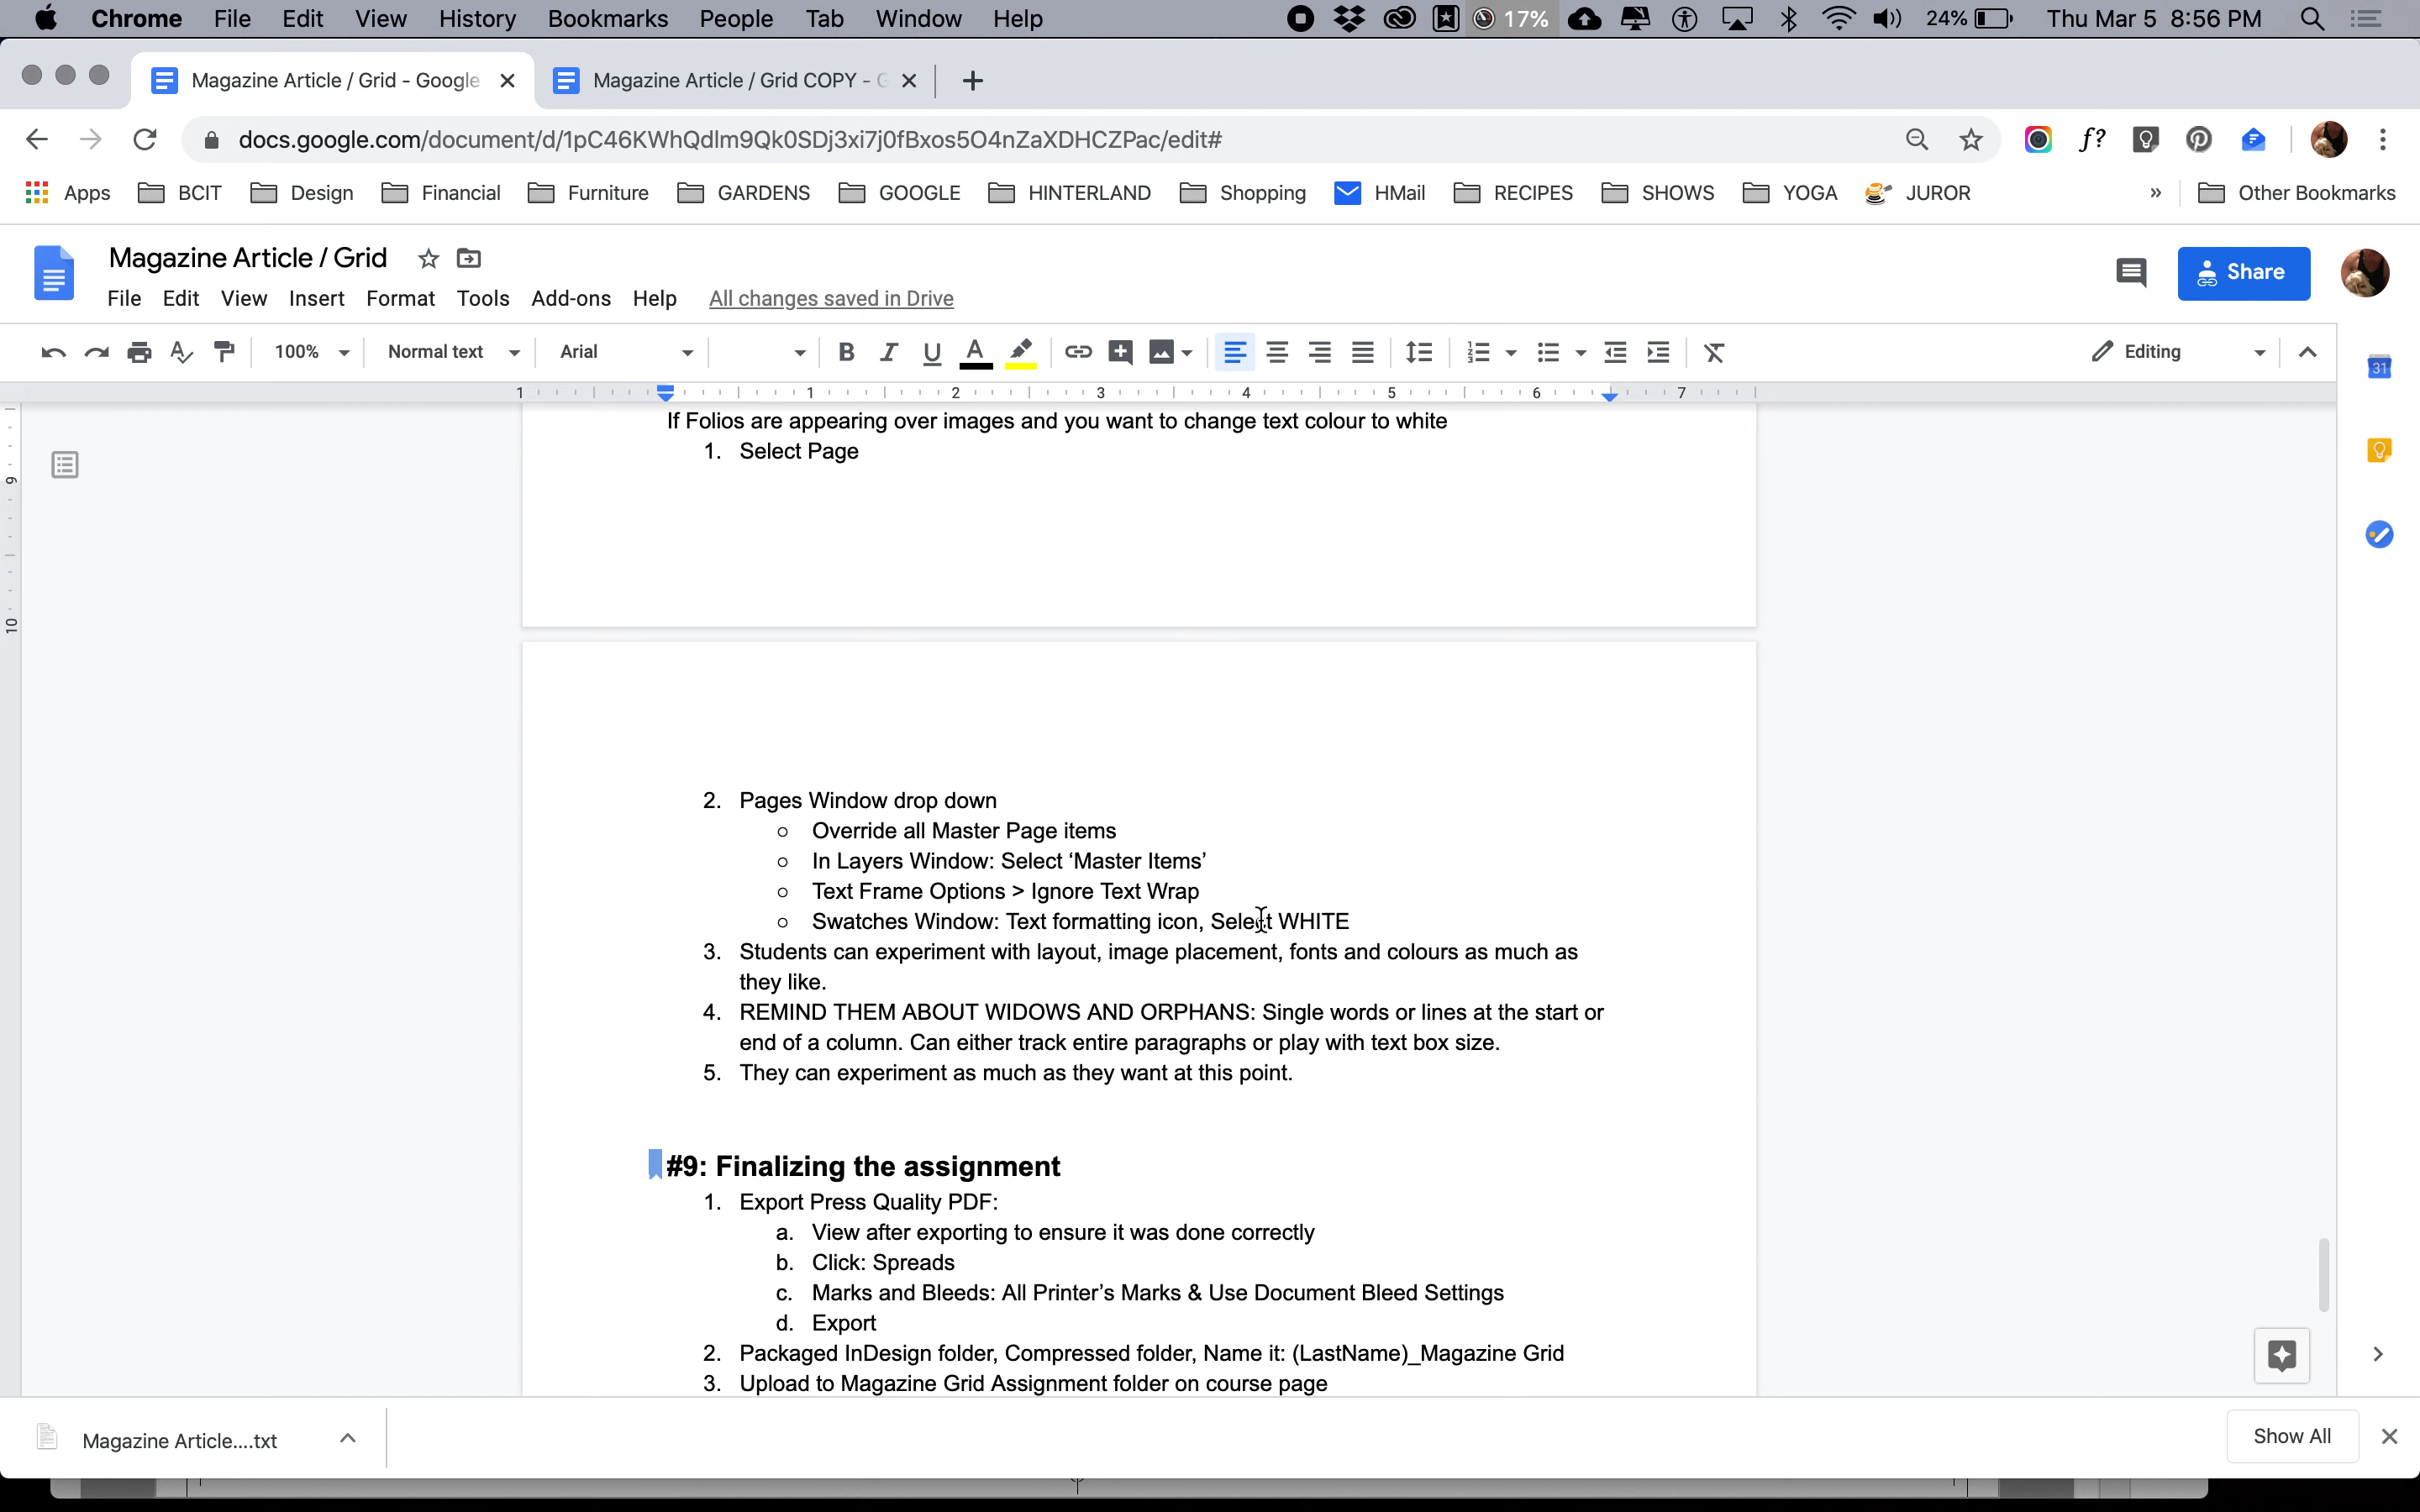 Chrome File Edit View History Bookmarks People Tab Window Help 17% 24% Thu Mar 5 8:56 PM
Magazine Article / Grid - Google Magazine Article / Grid COPY - G
docs.google.com/document/d/1pC46KWhQdlm9Qk0SDj3xi7j0fBxos5O4nZaXDHCZPac/edit# f?
Apps BCIT Design Financial Furniture GARDENS GOOGLE HINTERLAND Shopping HMail RECIPES SHOWS YOGA JUROR » Other Bookmarks
Magazine Article / Grid
Share
File Edit View Insert Format Tools Add-ons Help All changes saved in Drive
100% Normal text Arial B I U A Editing
31
1 1 2 3 4 5 6 7
9
10
If Folios are appearing over images and you want to change text colour to white
1. Select Page
2. Pages Window drop down
○ Override all Master Page items
○ In Layers Window: Select ‘Master Items’
○ Text Frame Options > Ignore Text Wrap
○ Swatches Window: Text formatting icon, Select WHITE
3. Students can experiment with layout, image placement, fonts and colours as much as
they like.
4. REMIND THEM ABOUT WIDOWS AND ORPHANS: Single words or lines at the start or
end of a column. Can either track entire paragraphs or play with text box size.
5. They can experiment as much as they want at this point.
#9: Finalizing the assignment
1. Export Press Quality PDF:
a. View after exporting to ensure it was done correctly
b. Click: Spreads
c. Marks and Bleeds: All Printer’s Marks & Use Document Bleed Settings
d. Export
2. Packaged InDesign folder, Compressed folder, Name it: (LastName)_Magazine Grid
3. Upload to Magazine Grid Assignment folder on course page
Magazine Article....txt
Show All